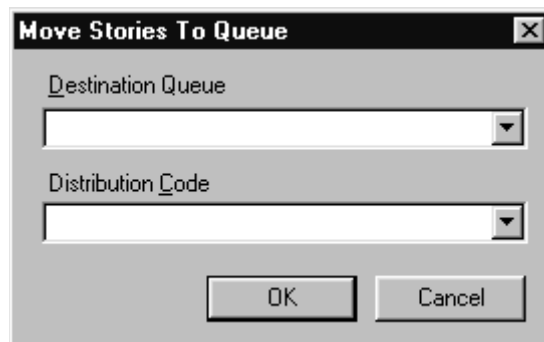 Move Stories To Queue
Destination Queue
Distribution Code
OK Cancel